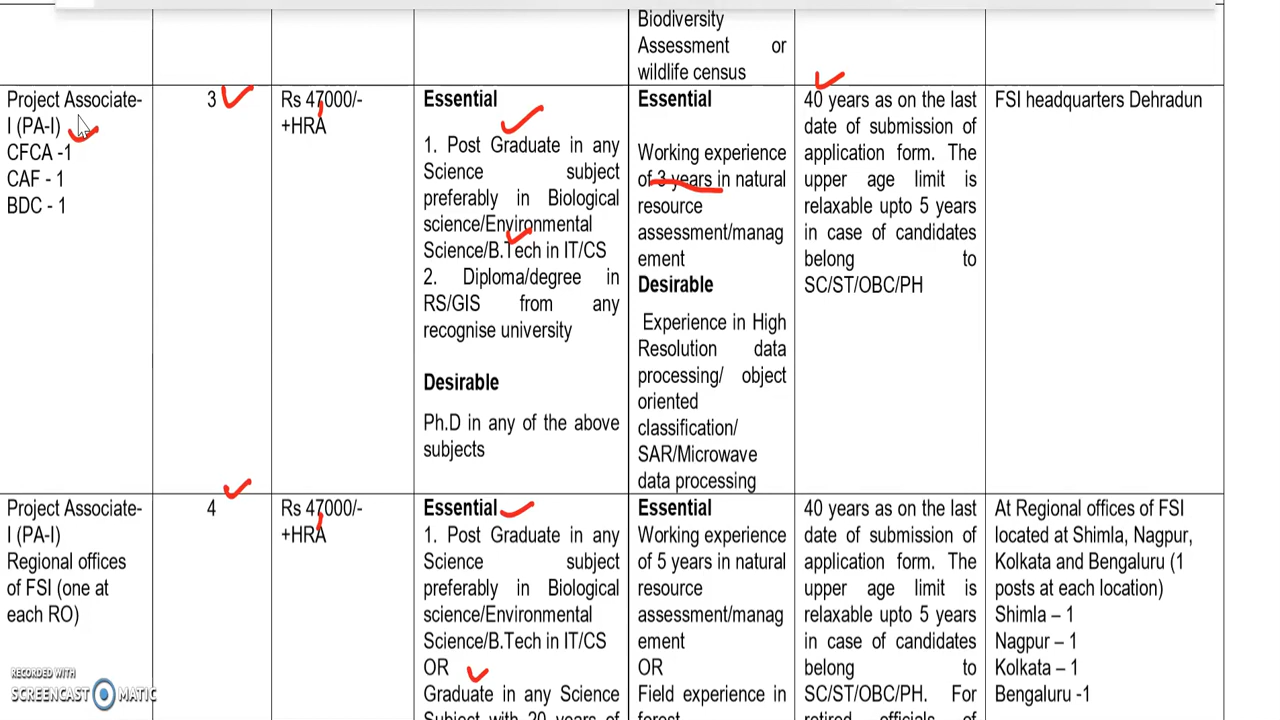 Biodiversity
Assessment or
wildlife census
Project Associate-
I (PA-I)
CFCA -1
CAF - 1
BDC - 1
3
Rs 47000/-
+HRA
Essential
1. Post Graduate in any
Science subject
preferably in Biological
science/Environmental
Science/B.Tech in IT/CS
2. Diploma/degree in
RS/GIS from any
recognise university
Desirable
Ph.D in any of the above
subjects
Essential
Working experience
of 3 years in natural
resource
assessment/manag
ement
Desirable
Experience in High
Resolution data
processing/ object
oriented
classification/
SAR/Microwave
data processing
40 years as on the last
date of submission of
application form. The
upper age limit is
relaxable upto 5 years
in case of candidates
belong to
SC/ST/OBC/PH
FSI headquarters Dehradun
Project Associate-
I (PA-I)
Regional offices
of FSI (one at
each RO)
4
Rs 47000/-
+HRA
Essential
1. Post Graduate in any
Science subject
preferably in Biological
science/Environmental
Science/B.Tech in IT/CS
OR
Graduate in any Science
Subject with 20 years of
Essential
Working experience
of 5 years in natural
resource
assessment/manag
ement
OR
Field experience in
forest
40 years as on the last
date of submission of
application form. The
upper age limit is
relaxable upto 5 years
in case of candidates
belong to
SC/ST/OBC/PH. For
retired officials of
At Regional offices of FSI
located at Shimla, Nagpur,
Kolkata and Bengaluru (1
posts at each location)
Shimla – 1
Nagpur – 1
Kolkata – 1
Bengaluru -1
RECORDED WITH
SCREENCAST MATIC